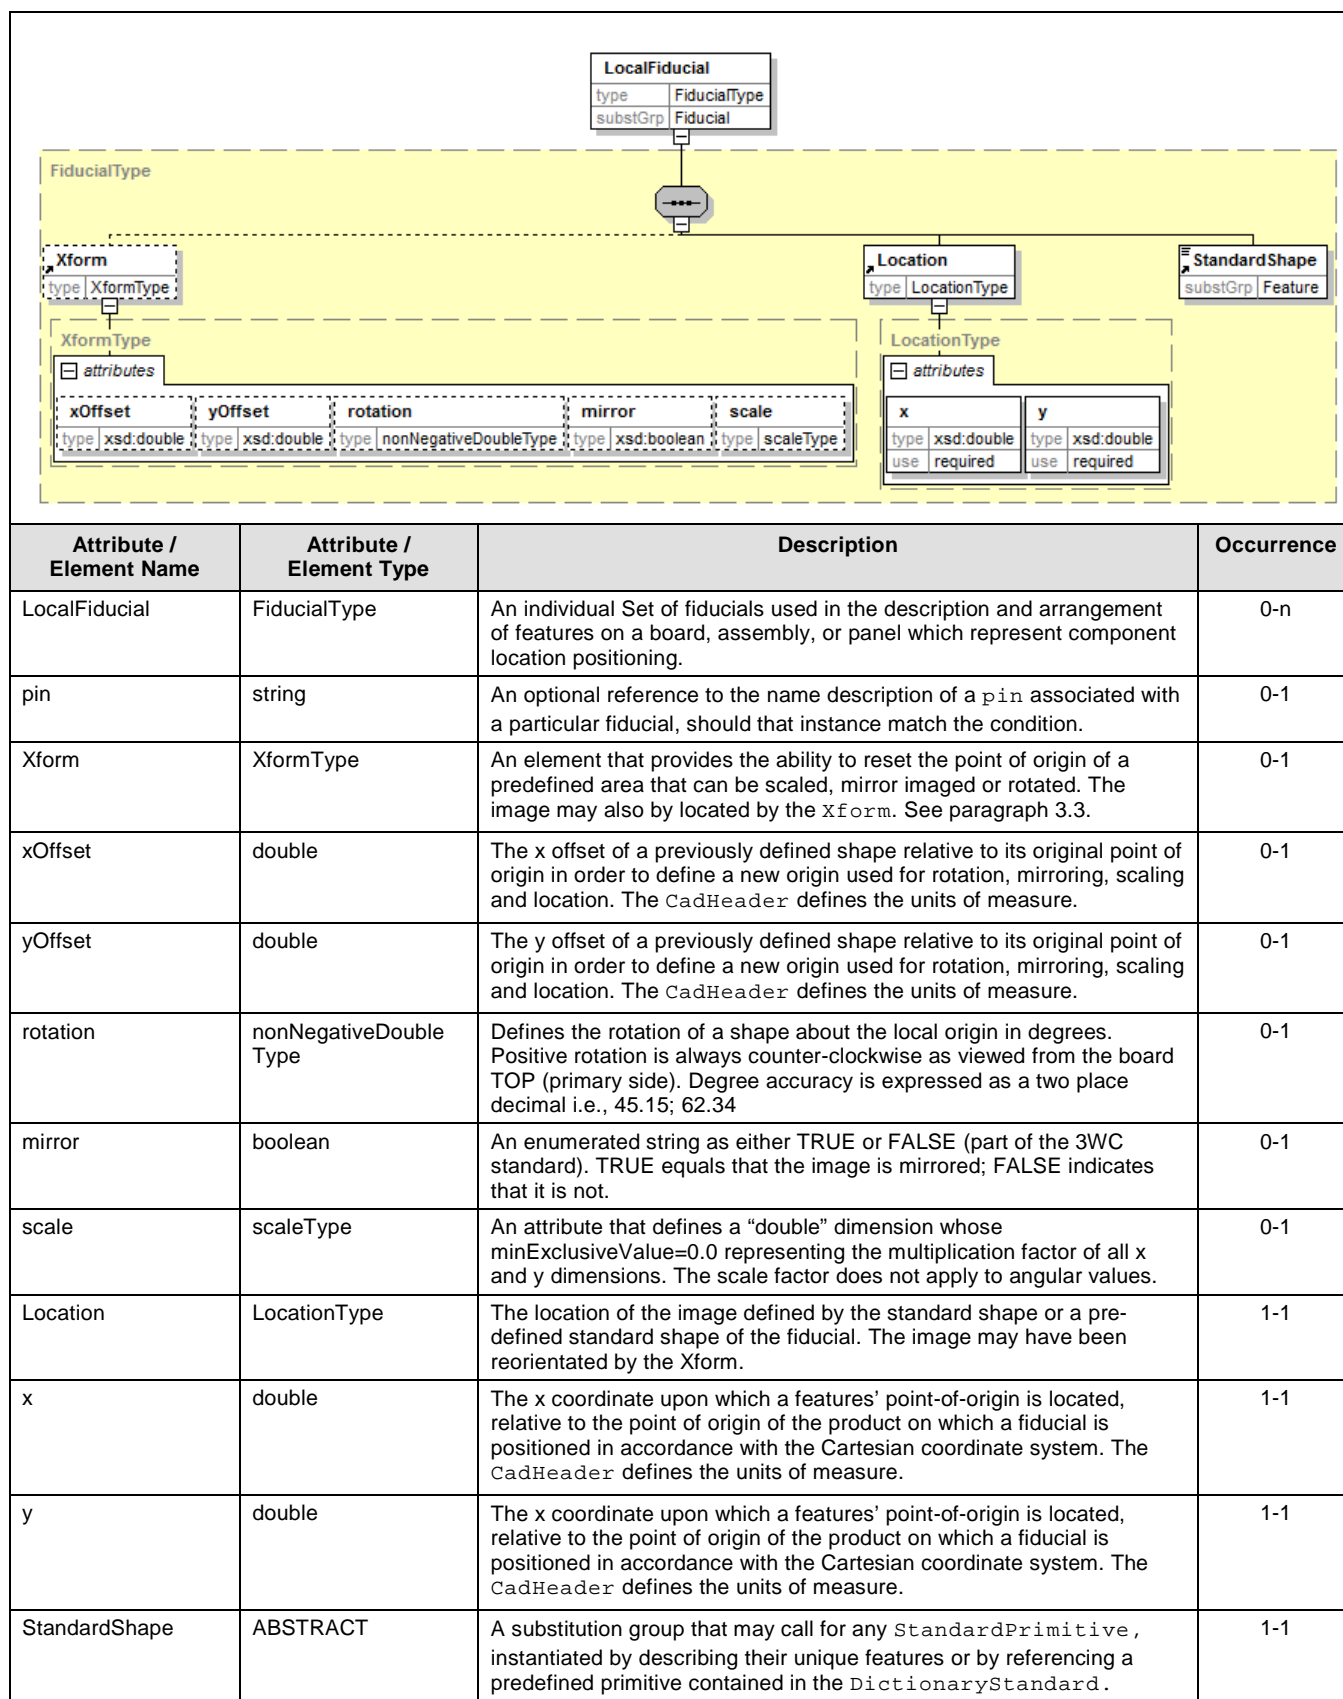 LocalFiducial
type FiducialType
substGrp Fiducial
FiducialType
Xform
type XformType
Location
type LocationType
StandardShape
substGrp Feature
XformType
attributes
xOffset
type xsd:double
yOffset
type xsd:double
rotation
type nonNegativeDoubleType
mirror
type xsd:boolean
scale
type scaleType
LocationType
attributes
x
type xsd:double
use required
y
type xsd:double
use required
Attribute /
Element Name
Attribute /
Element Type
Description
Occurrence
LocalFiducial
FiducialType
An individual Set of fiducials used in the description and arrangement
of features on a board, assembly, or panel which represent component
location positioning.
0-n
pin
string
An optional reference to the name description of a pin associated with
a particular fiducial, should that instance match the condition.
0-1
Xform
XformType
An element that provides the ability to reset the point of origin of a
predefined area that can be scaled, mirror imaged or rotated. The
image may also by located by the Xform. See paragraph 3.3.
0-1
xOffset
double
The x offset of a previously defined shape relative to its original point of
origin in order to define a new origin used for rotation, mirroring, scaling
and location. The CadHeader defines the units of measure.
0-1
yOffset
double
The y offset of a previously defined shape relative to its original point of
origin in order to define a new origin used for rotation, mirroring, scaling
and location. The CadHeader defines the units of measure.
0-1
rotation
nonNegativeDouble
Type
Defines the rotation of a shape about the local origin in degrees.
Positive rotation is always counter-clockwise as viewed from the board
TOP (primary side). Degree accuracy is expressed as a two place
decimal i.e., 45.15; 62.34
0-1
mirror
boolean
An enumerated string as either TRUE or FALSE (part of the 3WC
standard). TRUE equals that the image is mirrored; FALSE indicates
that it is not.
0-1
scale
scaleType
An attribute that defines a “double” dimension whose
minExclusiveValue=0.0 representing the multiplication factor of all x
and y dimensions. The scale factor does not apply to angular values.
0-1
Location
LocationType
The location of the image defined by the standard shape or a pre-
defined standard shape of the fiducial. The image may have been
reorientated by the Xform.
1-1
x
double
The x coordinate upon which a features’ point-of-origin is located,
relative to the point of origin of the product on which a fiducial is
positioned in accordance with the Cartesian coordinate system. The
CadHeader defines the units of measure.
1-1
y
double
The x coordinate upon which a features’ point-of-origin is located,
relative to the point of origin of the product on which a fiducial is
positioned in accordance with the Cartesian coordinate system. The
CadHeader defines the units of measure.
1-1
StandardShape
ABSTRACT
A substitution group that may call for any StandardPrimitive,
instantiated by describing their unique features or by referencing a
predefined primitive contained in the DictionaryStandard.
1-1